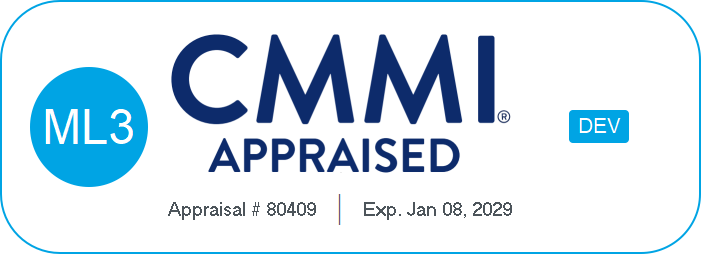 ML3
CMMI®
APPRAISED
DEV
Appraisal # 80409 | Exp. Jan 08, 2029